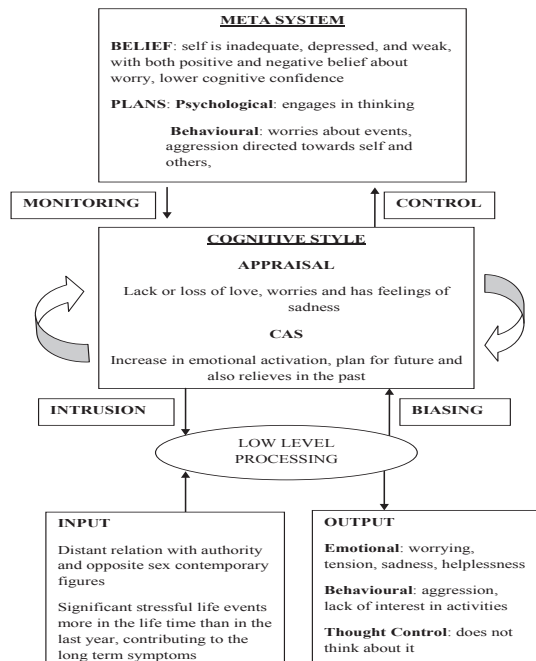 META SYSTEM
BELIEF: self is inadequate, depressed, and weak,
with both positive and negative belief about
worry, lower cognitive confidence
PLANS: Psychological: engages in thinking
Behavioural: worries about events,
aggression directed towards self and
others,
MONITORING
CONTROL
COGNITIVE STYLE
APPRAISAL
Lack or loss of love, worries and has feelings of
sadness
CAS
Increase in emotional activation, plan for future and
also relieves in the past
INTRUSION
BIASING
LOW LEVEL
PROCESSING
INPUT
Distant relation with authority
and opposite sex contemporary
figures
Significant stressful life events
more in the life time than in the
last year, contributing to the
long term symptoms
OUTPUT
Emotional: worrying,
tension, sadness, helplessness
Behavioural: aggression,
lack of interest in activities
Thought Control: does not
think about it